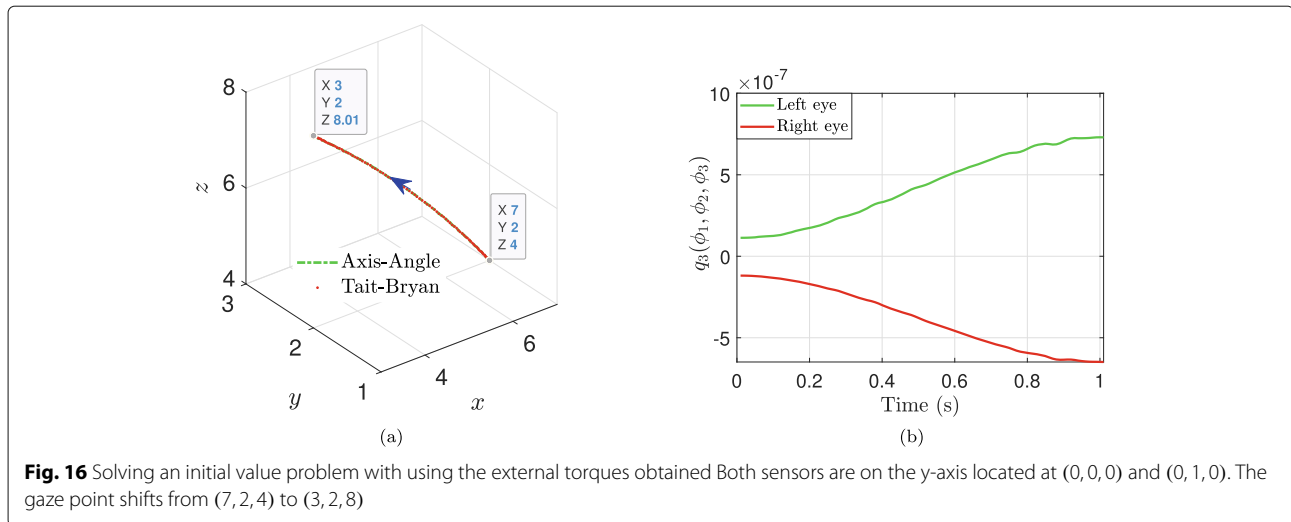 8
6
4
z
3
2
1
y
4
6
x
X 3
Y 2
Z 8.01
X 7
Y 2
Z 4
Axis-Angle
Tait-Bryan
(a)
×10⁻⁷
10
5
0
-5
q₃(ϕ₁, ϕ₂, ϕ₃)
Left eye
Right eye
0 0.2 0.4 0.6 0.8 1
Time (s)
(b)
Fig. 16 Solving an initial value problem with using the external torques obtained Both sensors are on the y-axis located at (0, 0, 0) and (0, 1, 0). The
gaze point shifts from (7, 2, 4) to (3, 2, 8)